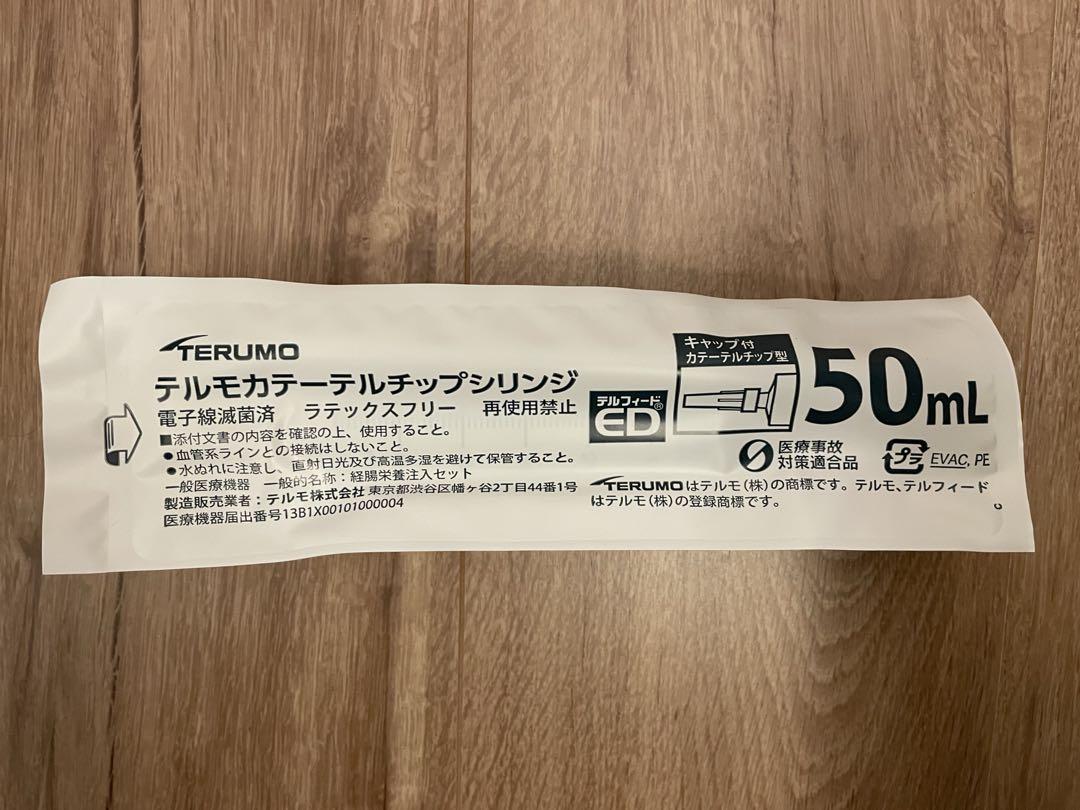 TERUMO
テルモカテーテルチップシリンジ
電子線滅菌済 ラテックスフリー 再使用禁止
■添付文書の内容を確認の上、使用すること。
●血管系ラインとの接続はしないこと。
●水ぬれに注意し、直射日光及び高温多湿を避けて保管すること。
一般医療機器 一般的名称：経腸栄養注入セット
製造販売業者：テルモ株式会社 東京都渋谷区幡ヶ谷2丁目44番1号
医療機器届出番号13B1X00101000004
テルフィード
ED®
キャップ付
カテーテルチップ型
50mL
医療事故
対策適合品
プラ EVAC, PE
TERUMOはテルモ(株)の商標です。テルモ、テルフィード
はテルモ(株)の登録商標です。
C